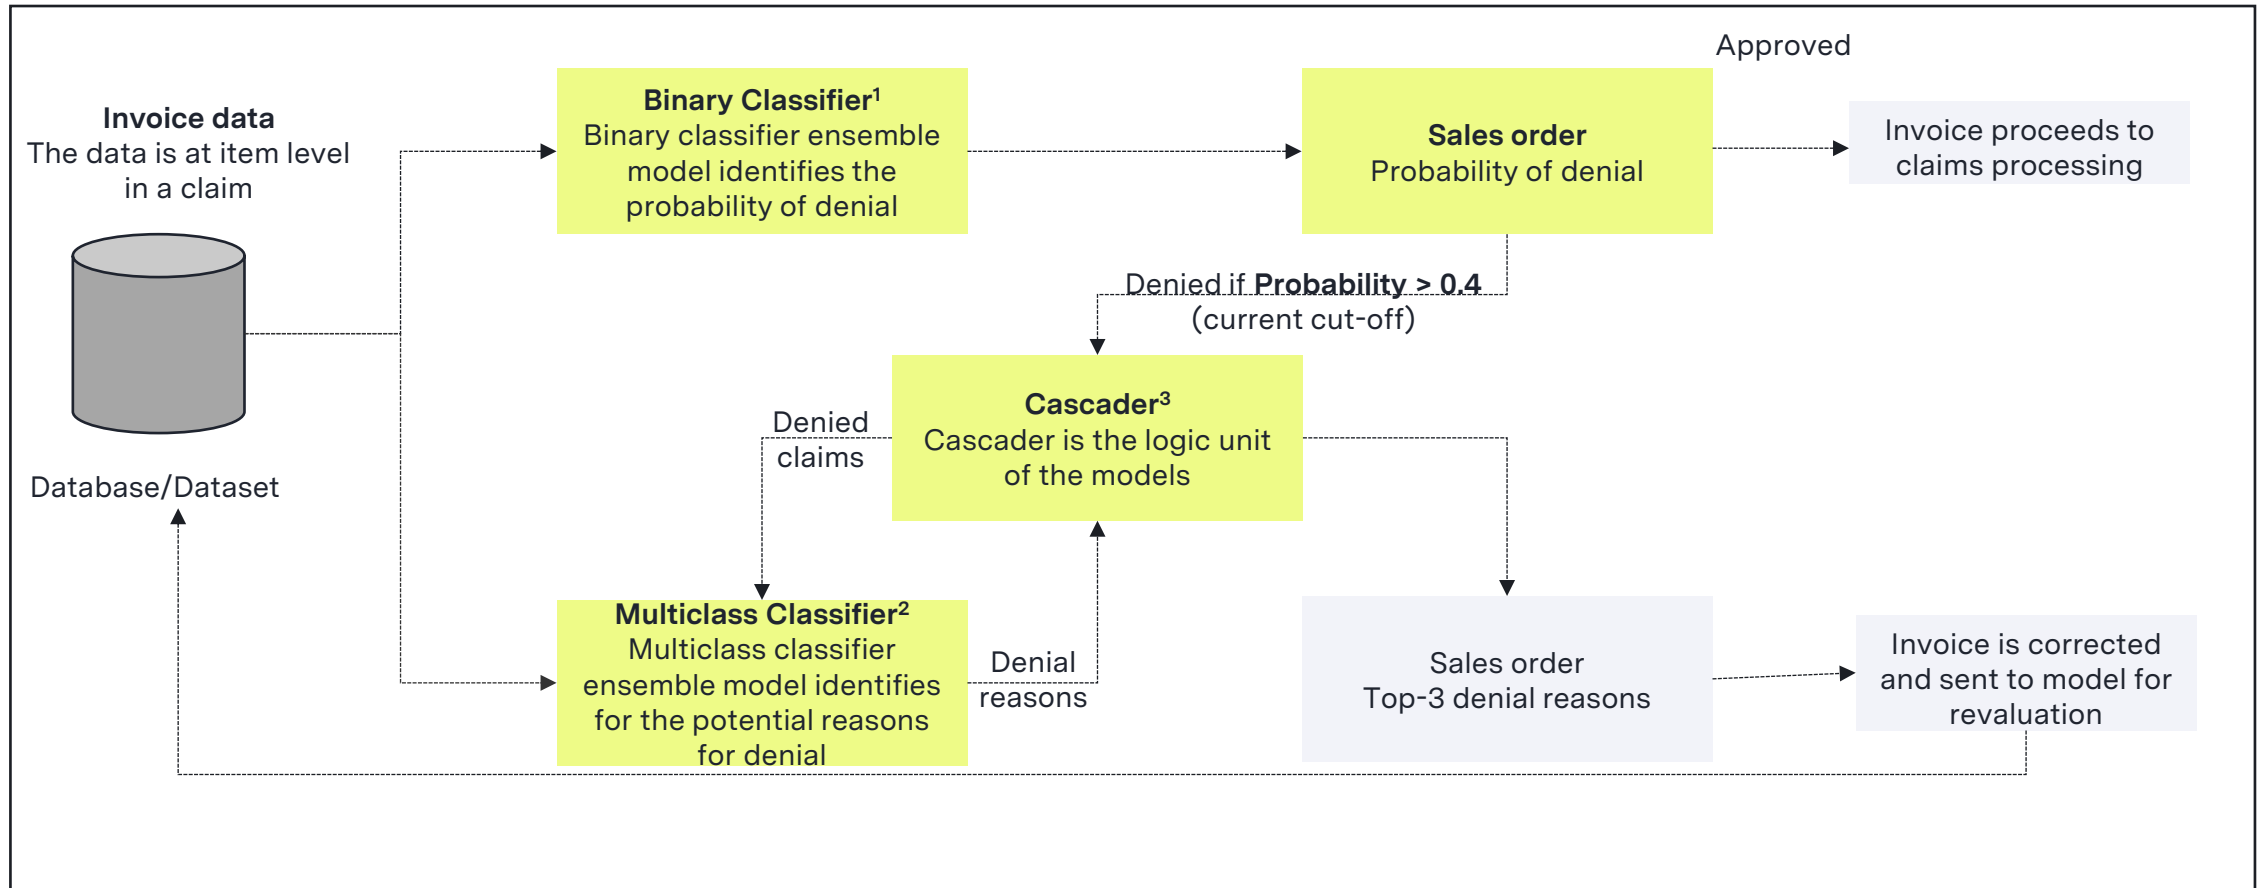 Invoice data
The data is at item level
in a claim
Database/Dataset
Binary Classifier¹
Binary classifier ensemble
model identifies the
probability of denial
Sales order
Probability of denial
Approved
Invoice proceeds to
claims processing
Denied if Probability > 0.4
(current cut-off)
Cascader³
Cascader is the logic unit
of the models
Denied
claims
Multiclass Classifier²
Multiclass classifier
ensemble model identifies
for the potential reasons
for denial
Denial
reasons
Sales order
Top-3 denial reasons
Invoice is corrected
and sent to model for
revaluation